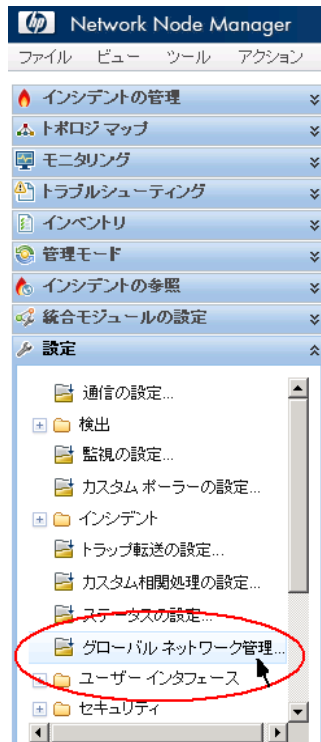 hp Network Node Manager
ファイル ビュー ツール アクション
インシデントの管理
トポロジ マップ
モニタリング
トラブルシューティング
インベントリ
管理モード
インシデントの参照
統合モジュールの設定
設定
通信の設定...
検出
監視の設定...
カスタム ポーラーの設定...
インシデント
トラップ転送の設定...
カスタム相関処理の設定...
ステータスの設定...
グローバル ネットワーク管理...
ユーザー インタフェース
セキュリティ